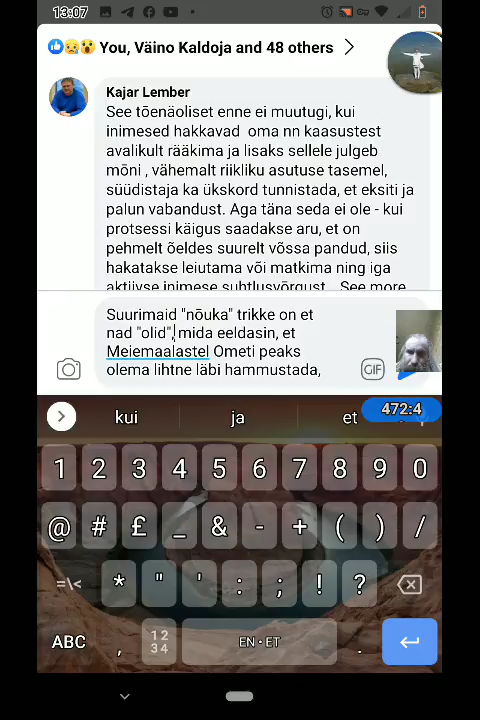 13:07
You, Väino Kaldoja and 48 others
Kajar Lember
See tõenäoliset enne ei muutugi, kui
inimesed hakkavad oma nn kaasustest
avalikult rääkima ja lisaks sellele julgeb
mõni , vähemalt riikliku asutuse tasemel,
süüdistaja ka ükskord tunnistada, et eksiti ja
palun vabandust. Aga täna seda ei ole - kui
protsessi käigus saadakse aru, et on
pehmelt õeldes suurelt võssa pandud, siis
hakatakse leiutama või matkima ning iga
aktiivse inimese suhtlusvõrgust... See more
Suurimaid "nõuka" trikke on et
nad "olid", mida eeldasin, et
Meiemaalastel Ometi peaks
olema lihtne läbi hammustada,
GIF
472:4
kui ja et
1 2 3 4 5 6 7 8 9 0
@ # £ _ & - + ( ) /
=\< * " ' : ; ! ?
ABC , 12 34 EN • ET .